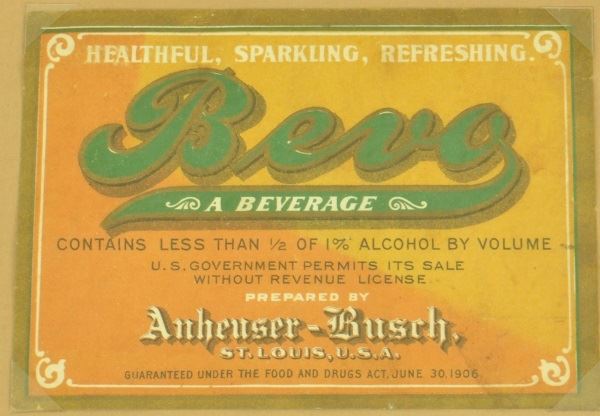 HEALTHFUL, SPARKLING, REFRESHING.
Bevo
A BEVERAGE
CONTAINS LESS THAN ½ OF 1% ALCOHOL BY VOLUME
U.S. GOVERNMENT PERMITS ITS SALE
WITHOUT REVENUE LICENSE
PREPARED BY
Anheuser-Busch,
ST. LOUIS, U.S.A.
GUARANTEED UNDER THE FOOD AND DRUGS ACT, JUNE 30, 1906